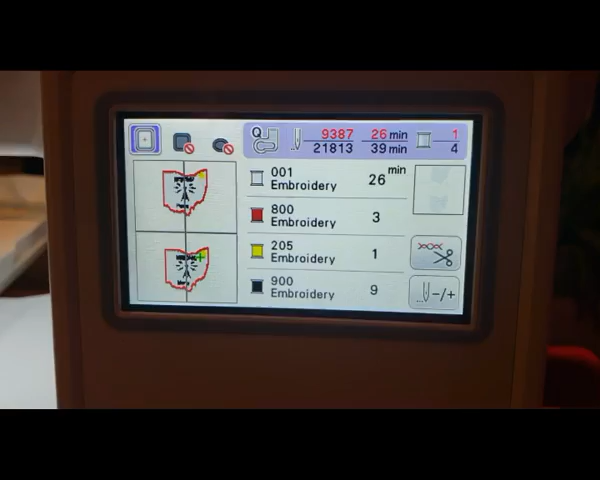 Q 9387 26 min 1
21813 39 min 4
001 min
Embroidery 26
800
Embroidery 3
205
Embroidery 1
900
Embroidery 9
-/+